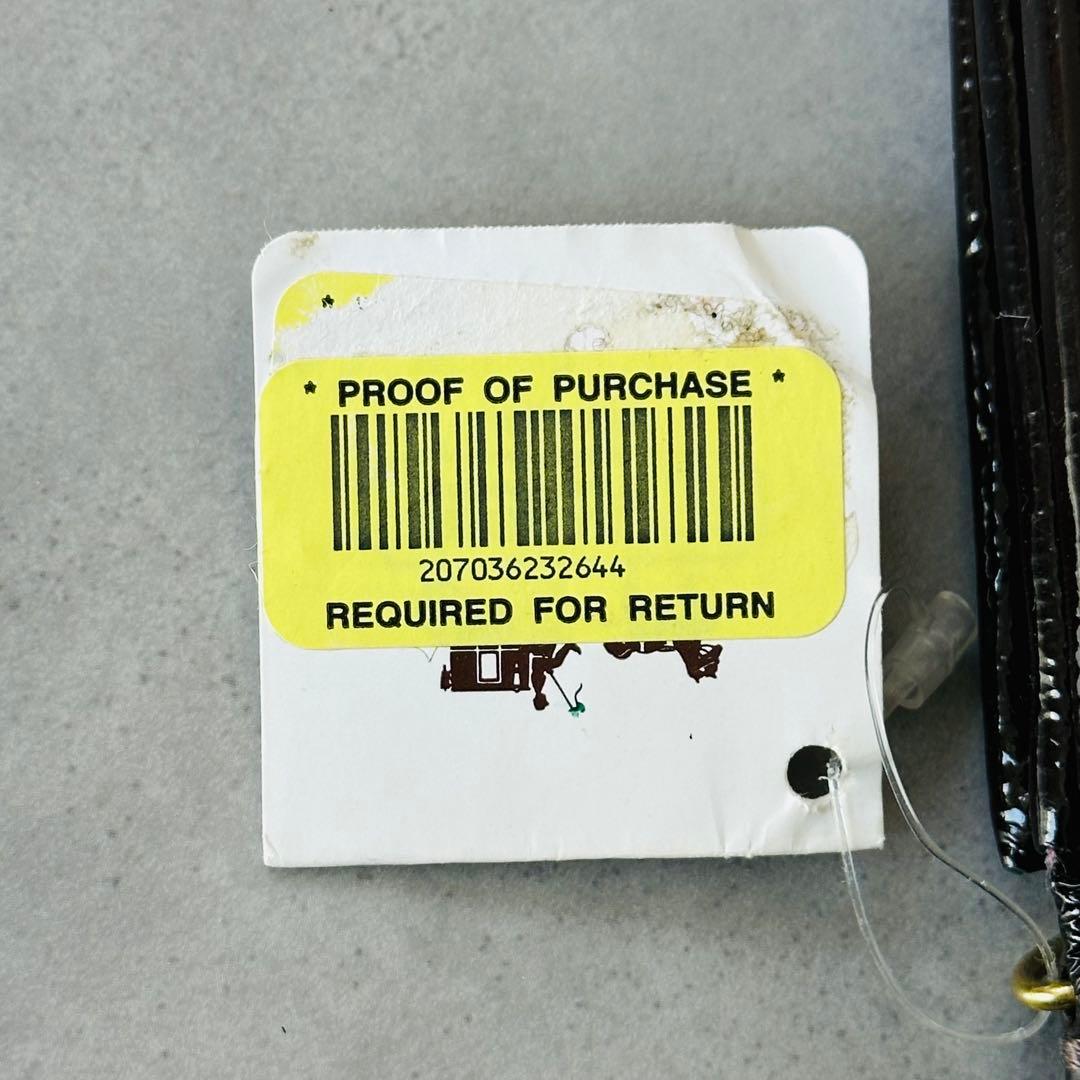 * PROOF OF PURCHASE *
207036232644
REQUIRED FOR RETURN